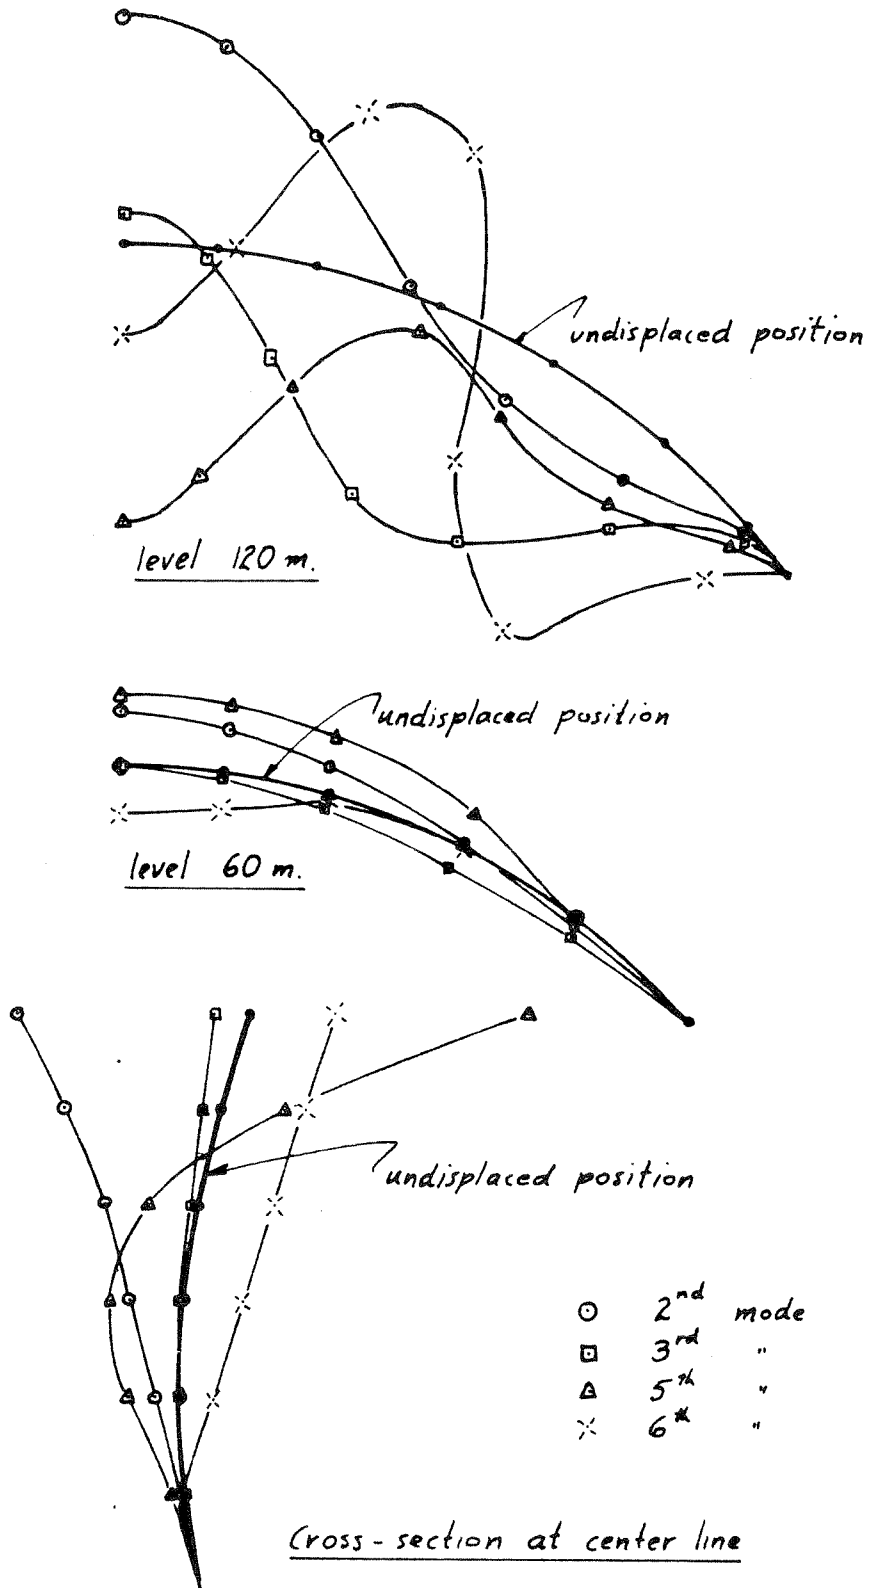 undisplaced position
level 120 m.
undisplaced position
level 60 m.
undisplaced position
2nd mode
3rd "
5th "
6th "
Cross-section at center line